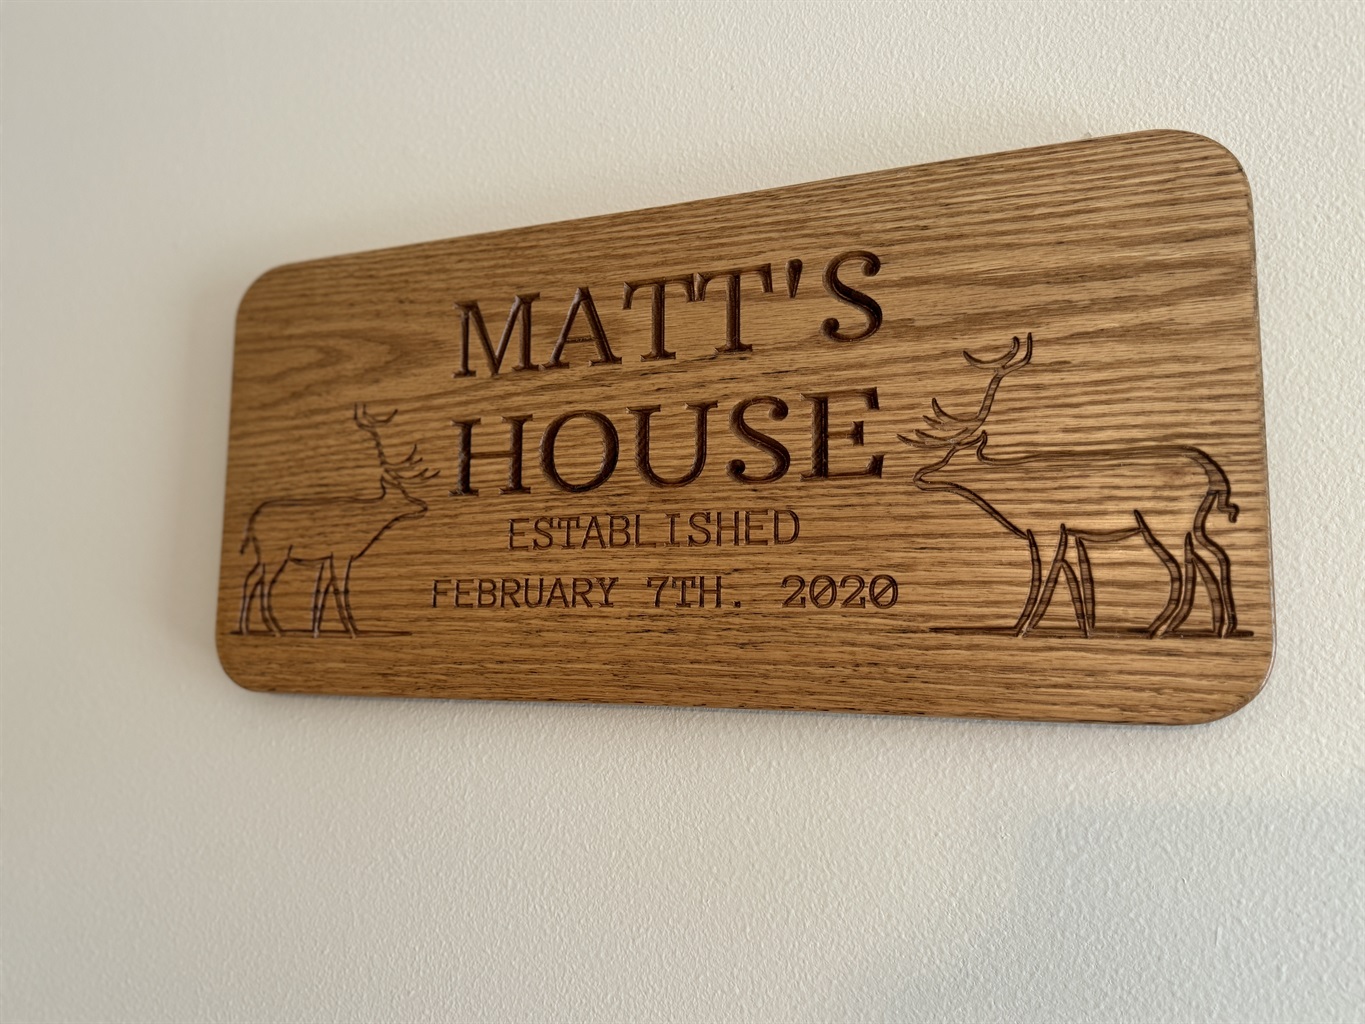 MATT'S
HOUSE
ESTABLISHED
FEBRUARY 7TH. 2020